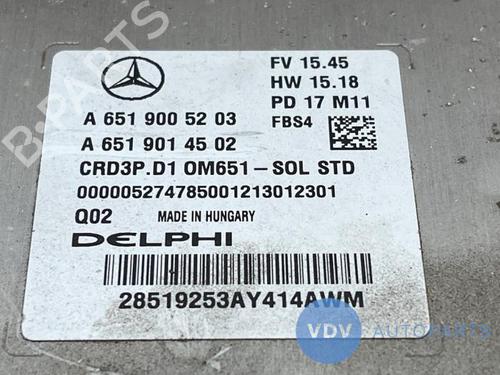 FV 15.45
HW 15.18
PD 17 M11
FBS4
A 651 900 52 03
A 651 901 45 02
CRD3P.D1 OM651-SOL STD
000005274785001213012301
Q02 MADE IN HUNGARY
DELPHI
28519253AY414AWM
VDV AUTOPARTS
B-PARTS